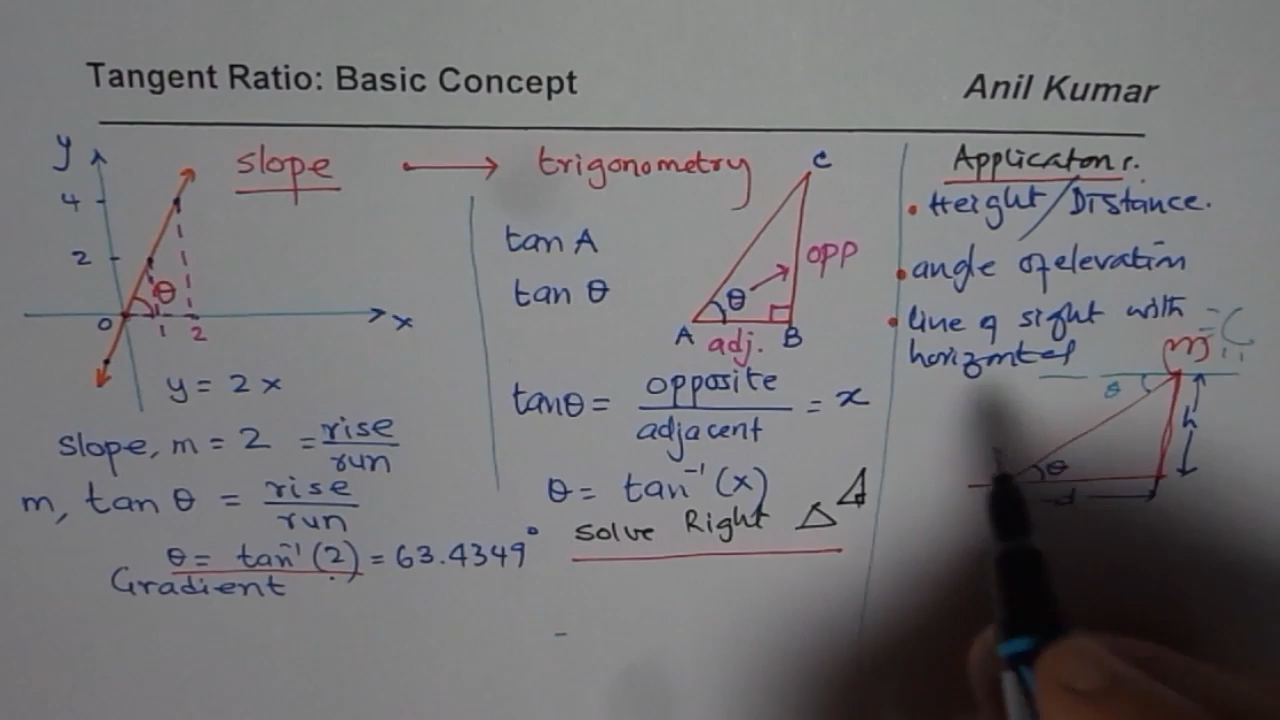 Tangent Ratio: Basic Concept
Anil Kumar
slope → trigonometry
y
4
2
0
1
2
x
θ
y = 2x
slope, m = 2 = rise/run
m, tan θ = rise/run
θ = tan⁻¹(2) = 63.4349°
Gradient
tan A
tan θ
C
opp
θ
A
adj.
B
tanθ = opposite/adjacent = x
θ = tan⁻¹(x)
Solve Right Δ
Applicatons.
• Height/Distance.
• angle of elevation
• line of sight with
horizontal
θ
h
θ
d